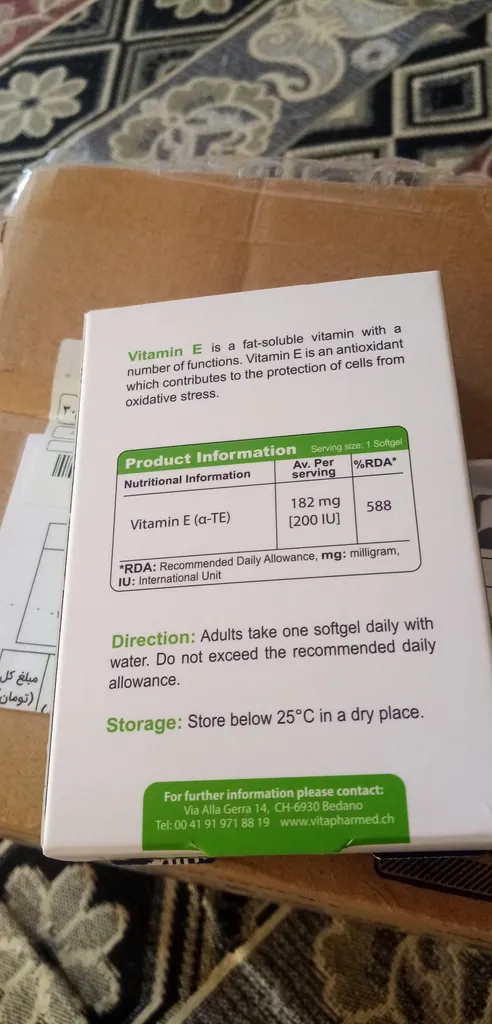 Vitamin E is a fat-soluble vitamin with a
number of functions. Vitamin E is an antioxidant
which contributes to the protection of cells from
oxidative stress.
Product Information Serving size: 1 Softgel
Nutritional Information Av. Per serving %RDA*
Vitamin E (α-TE) 182 mg [200 IU] 588
*RDA: Recommended Daily Allowance, mg: milligram,
IU: International Unit
Direction: Adults take one softgel daily with
water. Do not exceed the recommended daily
allowance.
Storage: Store below 25°C in a dry place.
For further information please contact:
Via Alla Gerra 14, CH-6930 Bedano
Tel: 00 41 91 971 88 19 www.vitapharmed.ch
مبلغ کل
(تومان)